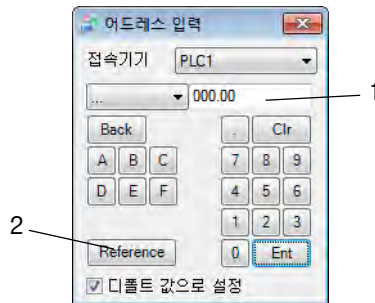 어드레스 입력
접속기기 PLC1
... 000.00 1
Back . Clr
A B C 7 8 9
D E F 4 5 6
1 2 3
2 Reference 0 Ent
디폴트 값으로 설정